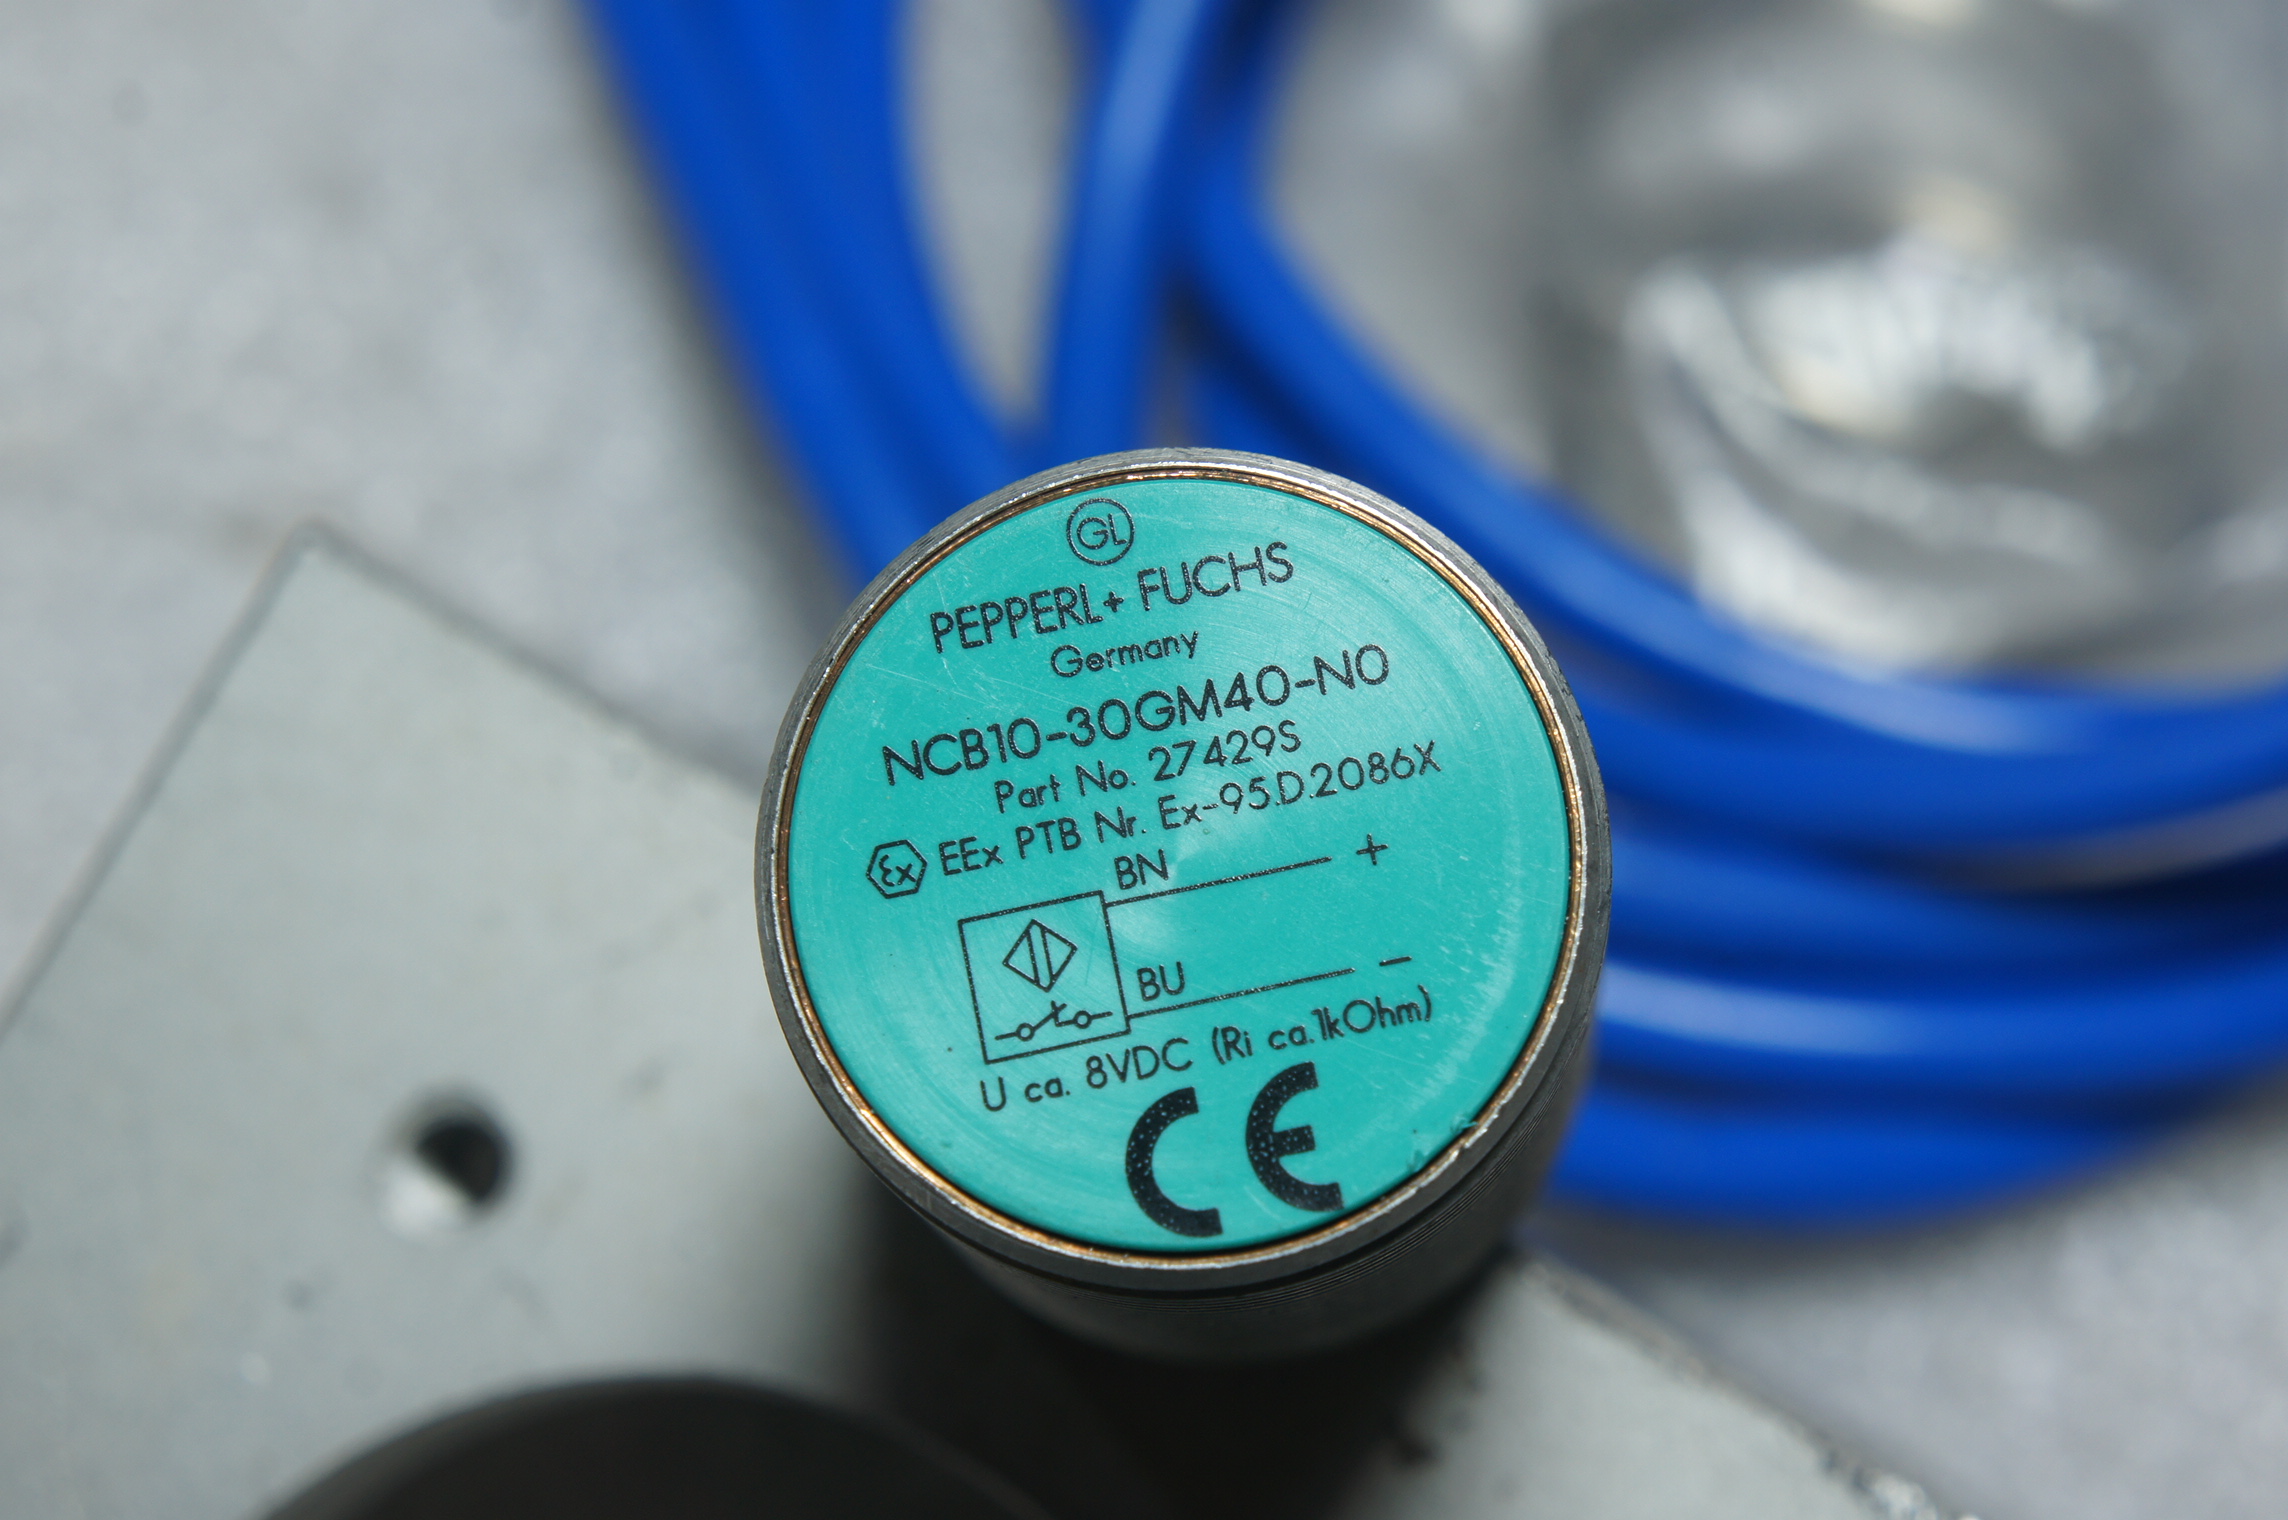 GL
PEPPERL+ FUCHS
Germany
NCB10-30GM40-N0
Part No. 27429S
Ex EEx PTB Nr. Ex-95.D.2086X
BN +
BU −
U ca. 8VDC (Ri ca.1kOhm)
CE